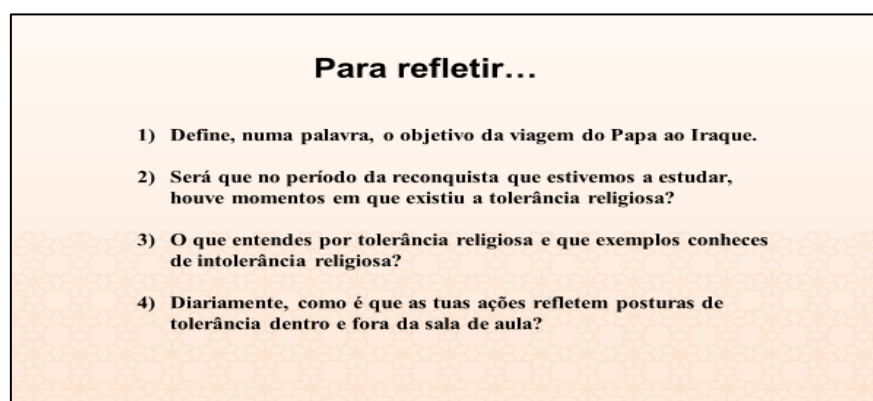 Para refletir…
1) Define, numa palavra, o objetivo da viagem do Papa ao Iraque.
2) Será que no período da reconquista que estivemos a estudar,
houve momentos em que existiu a tolerância religiosa?
3) O que entendes por tolerância religiosa e que exemplos conheces
de intolerância religiosa?
4) Diariamente, como é que as tuas ações refletem posturas de
tolerância dentro e fora da sala de aula?